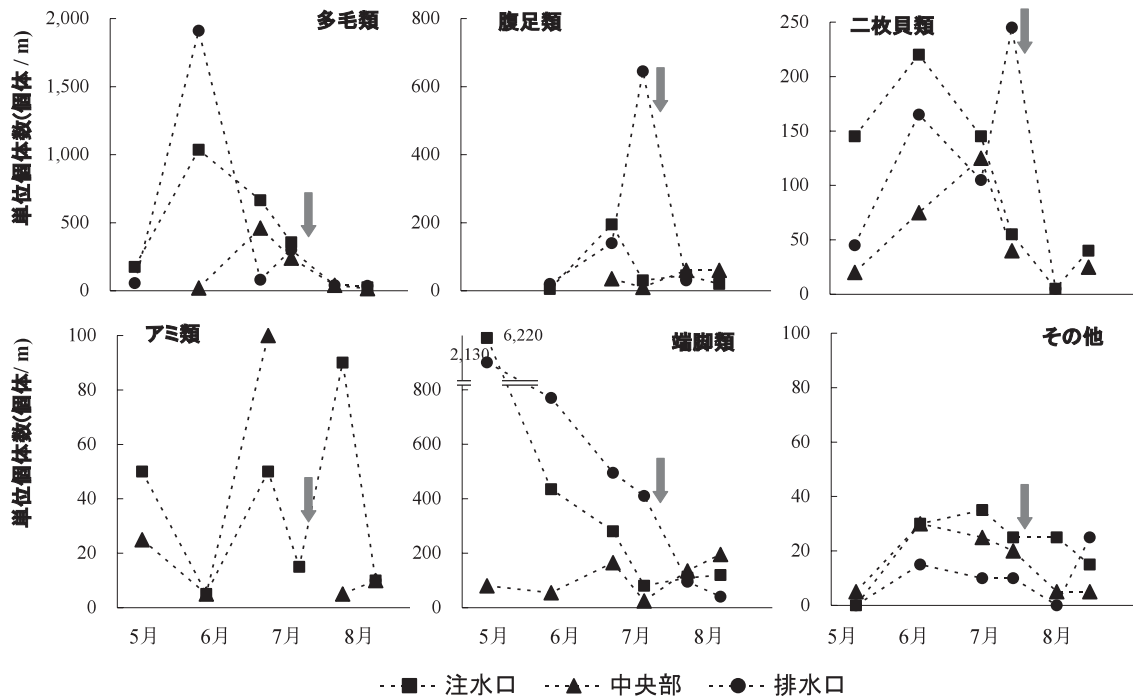 多毛類
単位個体数(個体 / m)
2,000
1,500
1,000
500
0
腹足類
800
600
400
200
0
二枚貝類
250
200
150
100
50
0
アミ類
単位個体数(個体/ m)
100
80
60
40
20
0
5月 6月 7月 8月
端脚類
2,130
6,220
800
600
400
200
0
5月 6月 7月 8月
その他
100
80
60
40
20
0
5月 6月 7月 8月
注水口 中央部 排水口